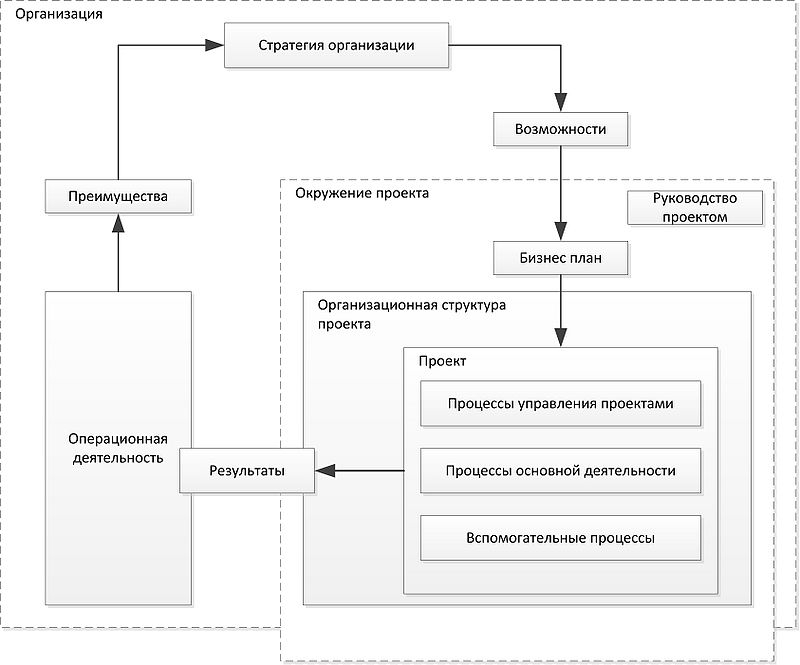 Организация
Стратегия организации
Возможности
Преимущества
Окружение проекта
Руководство
проектом
Бизнес план
Организационная структура
проекта
Проект
Процессы управления проектами
Операционная
деятельность
Результаты
Процессы основной деятельности
Вспомогательные процессы